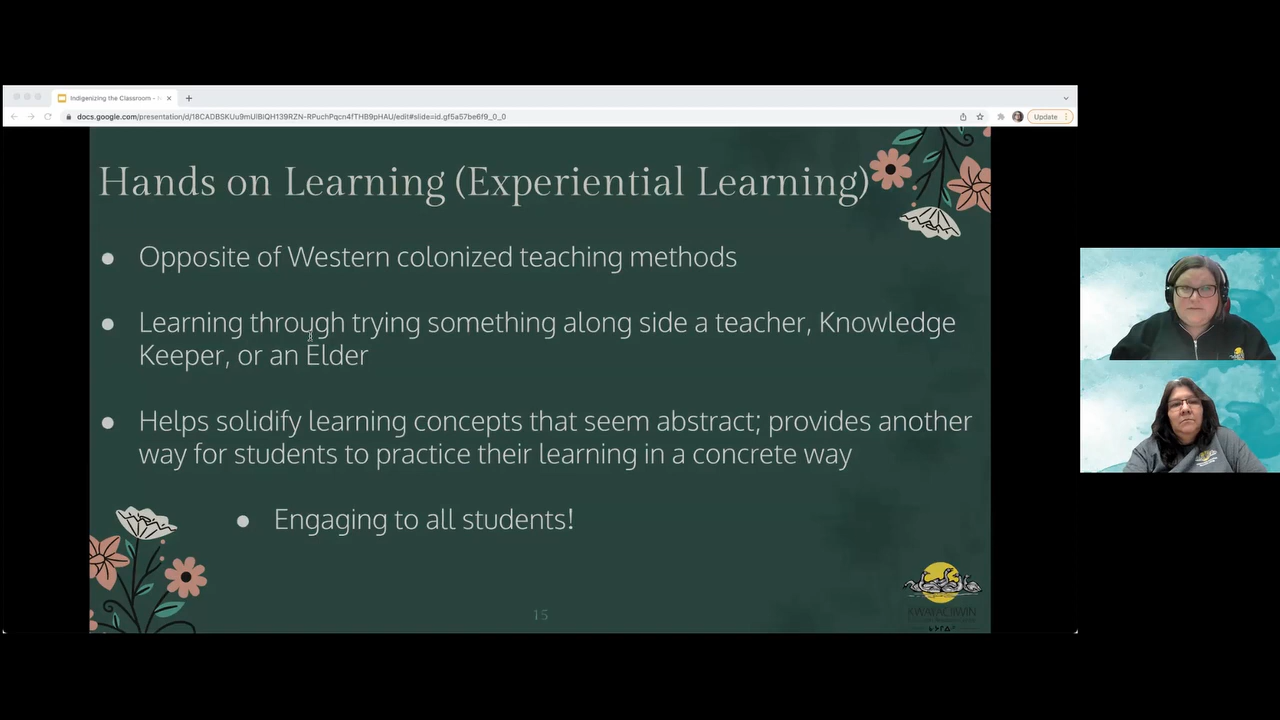 Indigenizing the Classroom -
docs.google.com/presentation/d/18CADBSKUu9mUIBIQH139RZN-RPuchPqcn4fTHB9pHAU/edit#slide=id.gf5a57be6f9_0_0
Update
Hands on Learning (Experiential Learning)
● Opposite of Western colonized teaching methods
● Learning through trying something along side a teacher, Knowledge
Keeper, or an Elder
● Helps solidify learning concepts that seem abstract; provides another
way for students to practice their learning in a concrete way
● Engaging to all students!
15
KWAYACIIWIN